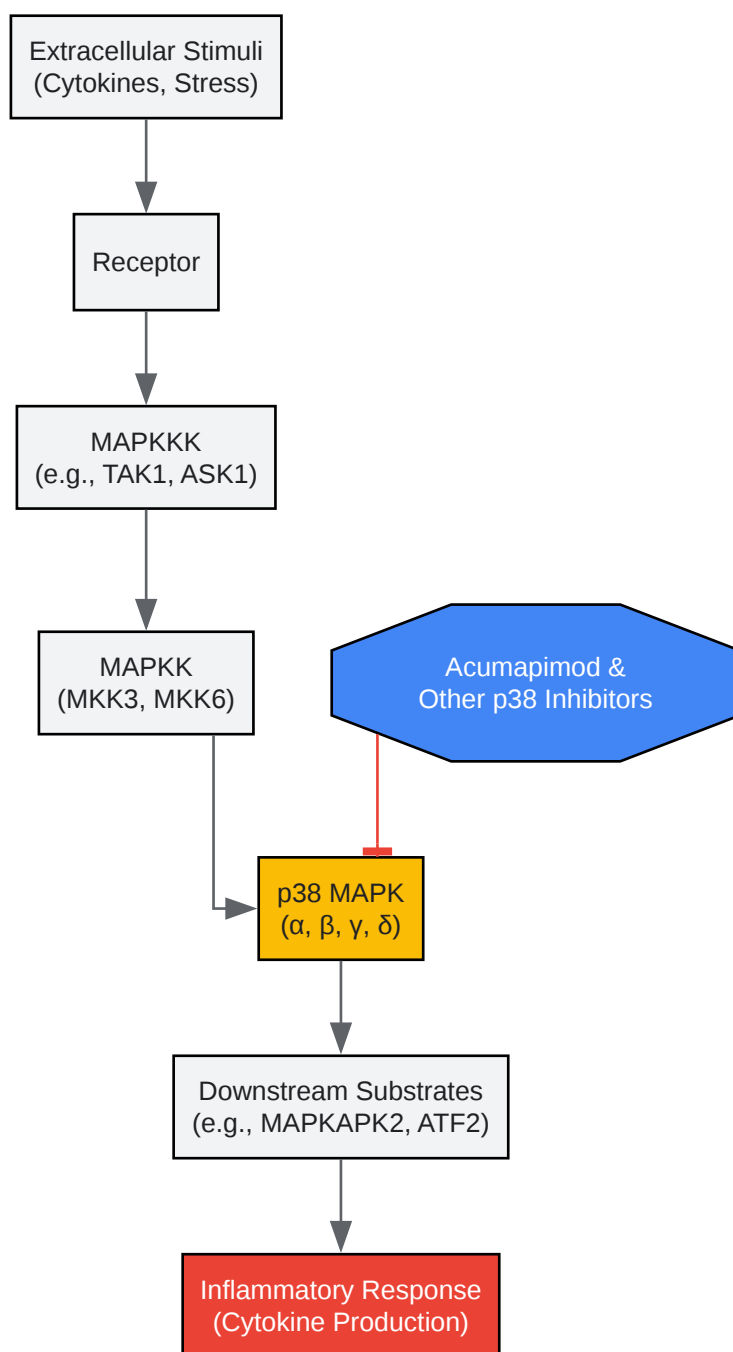 Extracellular Stimuli
(Cytokines, Stress)
Receptor
MAPKKK
(e.g., TAK1, ASK1)
MAPKK
(MKK3, MKK6)
Acumapimod &
Other p38 Inhibitors
p38 MAPK
(α, β, γ, δ)
Downstream Substrates
(e.g., MAPKAPK2, ATF2)
Inflammatory Response
(Cytokine Production)